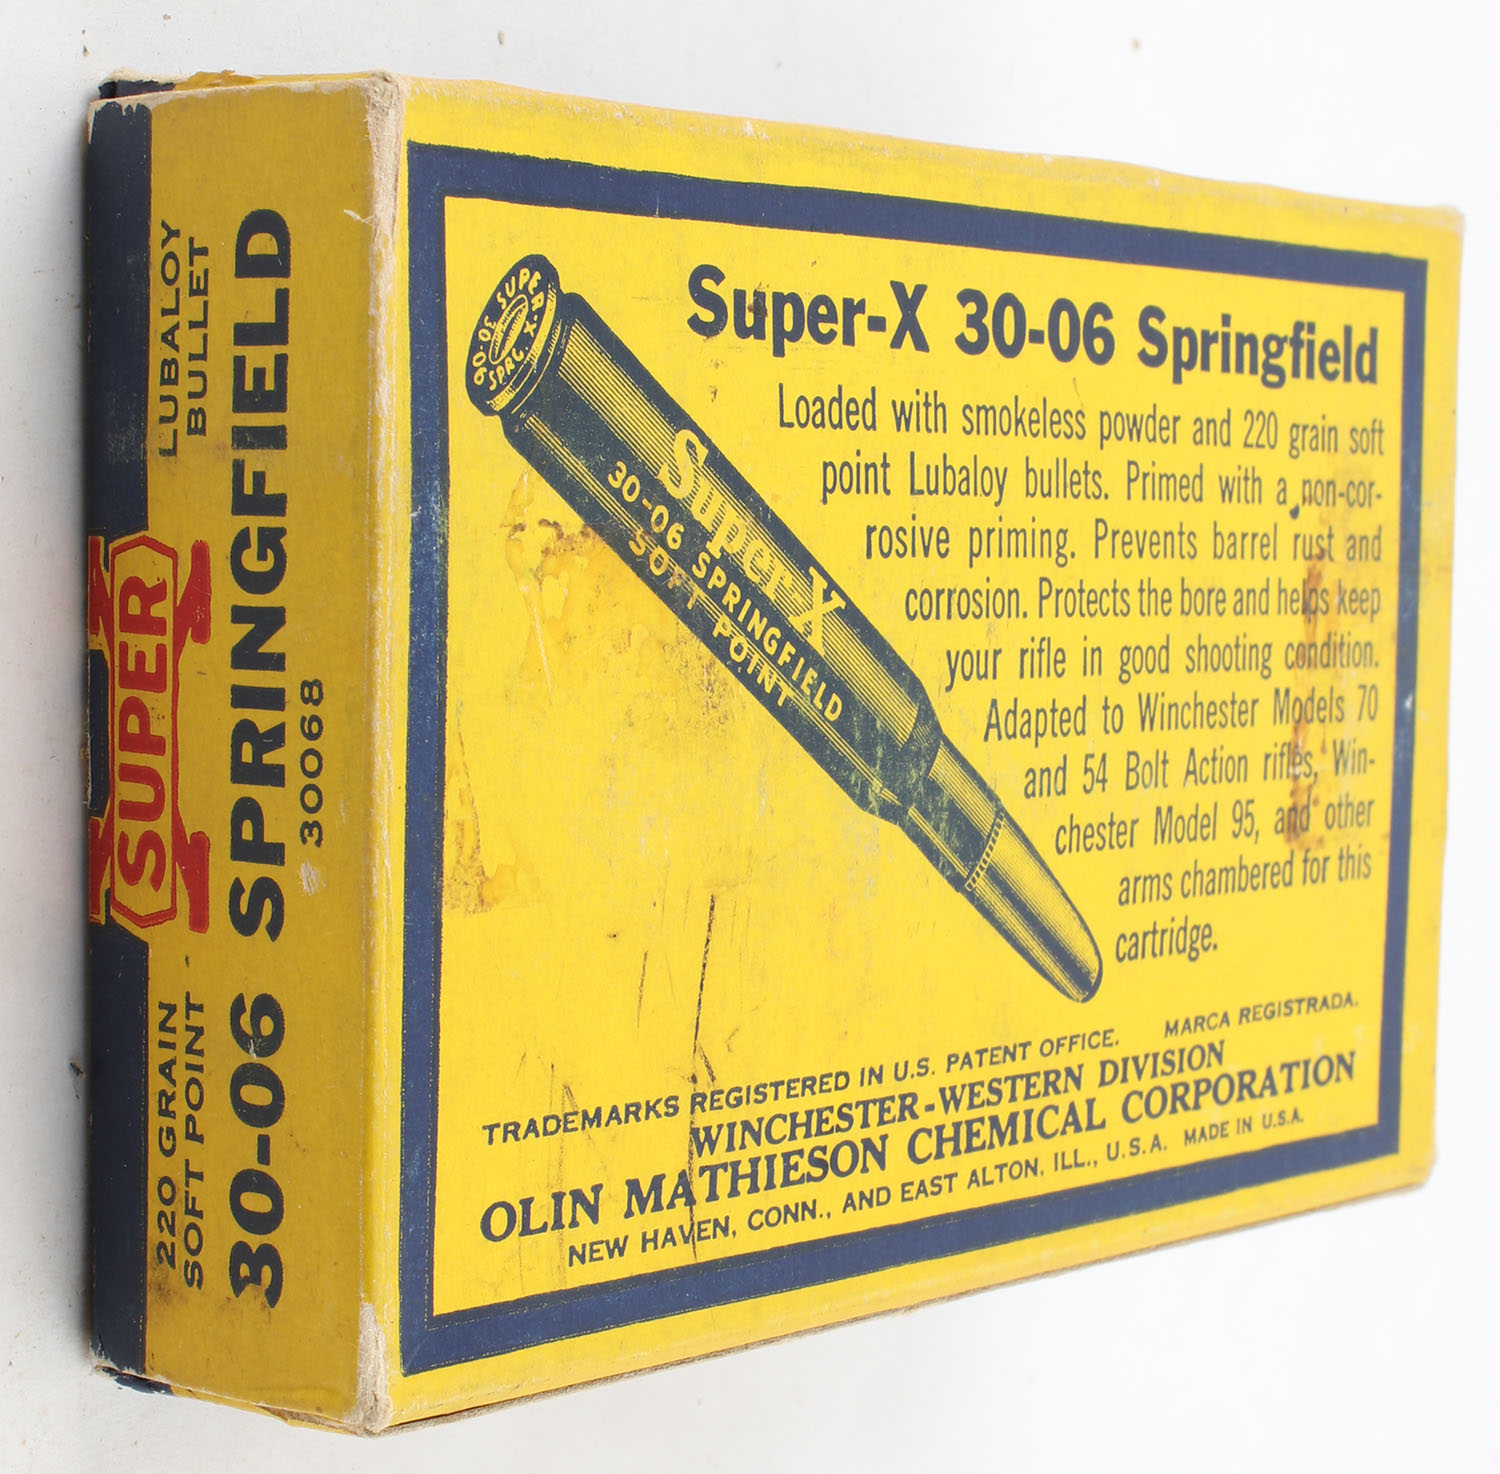 LUBALOY
BULLET
SUPER
X
220 GRAIN
SOFT POINT
30-06 SPRINGFIELD
30068
SUPER-X
30-06
SPRG.
Super-X
30-06 SPRINGFIELD
SOFT POINT
Super-X 30-06 Springfield
Loaded with smokeless powder and 220 grain soft
point Lubaloy bullets. Primed with a non-cor-
rosive priming. Prevents barrel rust and
corrosion. Protects the bore and helps keep
your rifle in good shooting condition.
Adapted to Winchester Models 70
and 54 Bolt Action rifles, Win-
chester Model 95, and other
arms chambered for this
cartridge.
TRADEMARKS REGISTERED IN U.S. PATENT OFFICE. MARCA REGISTRADA.
WINCHESTER-WESTERN DIVISION
OLIN MATHIESON CHEMICAL CORPORATION
NEW HAVEN, CONN., AND EAST ALTON, ILL., U.S.A. MADE IN U.S.A.